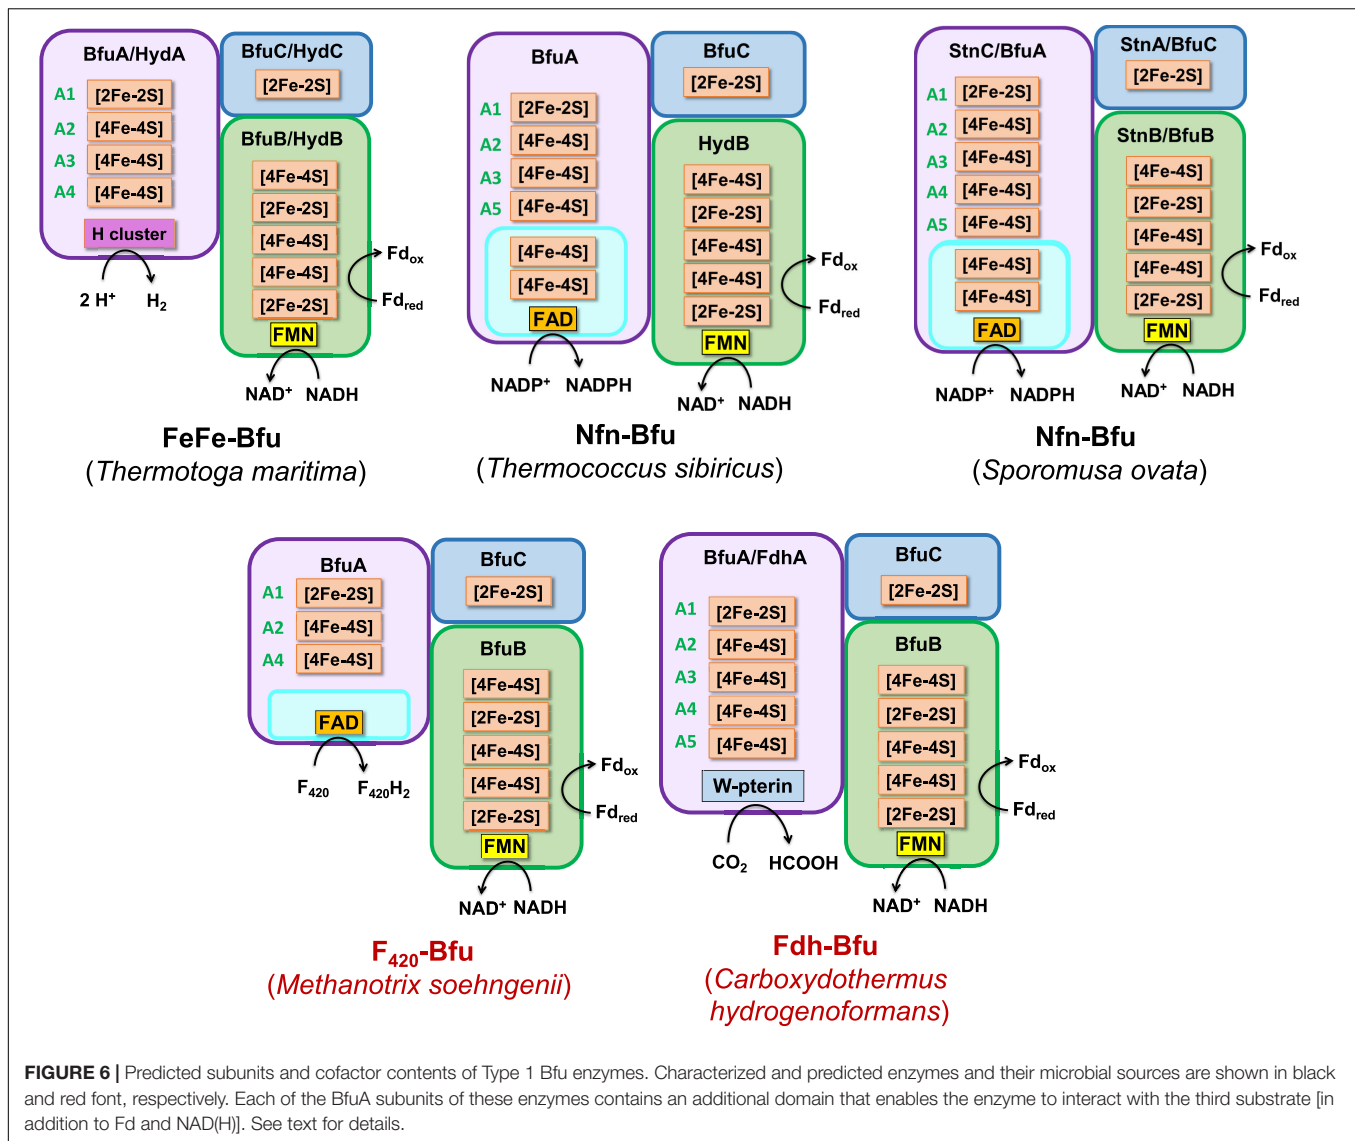 BfuA/HydA
A1 [2Fe-2S]
A2 [4Fe-4S]
A3 [4Fe-4S]
A4 [4Fe-4S]
H cluster
2 H⁺ H₂
BfuC/HydC
[2Fe-2S]
BfuB/HydB
[4Fe-4S]
[2Fe-2S]
[4Fe-4S]
[4Fe-4S]
[2Fe-2S]
FMN
Fdox
Fdred
NAD⁺ NADH
FeFe-Bfu
(Thermotoga maritima)
BfuA
A1 [2Fe-2S]
A2 [4Fe-4S]
A3 [4Fe-4S]
A5 [4Fe-4S]
[4Fe-4S]
[4Fe-4S]
FAD
NADP⁺ NADPH
BfuC
[2Fe-2S]
HydB
[4Fe-4S]
[2Fe-2S]
[4Fe-4S]
[4Fe-4S]
[2Fe-2S]
FMN
Fdox
Fdred
NAD⁺ NADH
Nfn-Bfu
(Thermococcus sibiricus)
StnC/BfuA
A1 [2Fe-2S]
A2 [4Fe-4S]
A3 [4Fe-4S]
A4 [4Fe-4S]
A5 [4Fe-4S]
[4Fe-4S]
[4Fe-4S]
FAD
NADP⁺ NADPH
StnA/BfuC
[2Fe-2S]
StnB/BfuB
[4Fe-4S]
[2Fe-2S]
[4Fe-4S]
[4Fe-4S]
[2Fe-2S]
FMN
Fdox
Fdred
NAD⁺ NADH
Nfn-Bfu
(Sporomusa ovata)
BfuA
A1 [2Fe-2S]
A2 [4Fe-4S]
A4 [4Fe-4S]
FAD
F₄₂₀ F₄₂₀H₂
BfuC
[2Fe-2S]
BfuB
[4Fe-4S]
[2Fe-2S]
[4Fe-4S]
[4Fe-4S]
[2Fe-2S]
FMN
Fdox
Fdred
NAD⁺ NADH
F₄₂₀-Bfu
(Methanotrix soehngenii)
BfuA/FdhA
A1 [2Fe-2S]
A2 [4Fe-4S]
A3 [4Fe-4S]
A4 [4Fe-4S]
A5 [4Fe-4S]
W-pterin
CO₂ HCOOH
BfuC
[2Fe-2S]
BfuB
[4Fe-4S]
[2Fe-2S]
[4Fe-4S]
[4Fe-4S]
[2Fe-2S]
FMN
Fdox
Fdred
NAD⁺ NADH
Fdh-Bfu
(Carboxydothermus
hydrogenoformans)
FIGURE 6 | Predicted subunits and cofactor contents of Type 1 Bfu enzymes. Characterized and predicted enzymes and their microbial sources are shown in black
and red font, respectively. Each of the BfuA subunits of these enzymes contains an additional domain that enables the enzyme to interact with the third substrate [in
addition to Fd and NAD(H)]. See text for details.